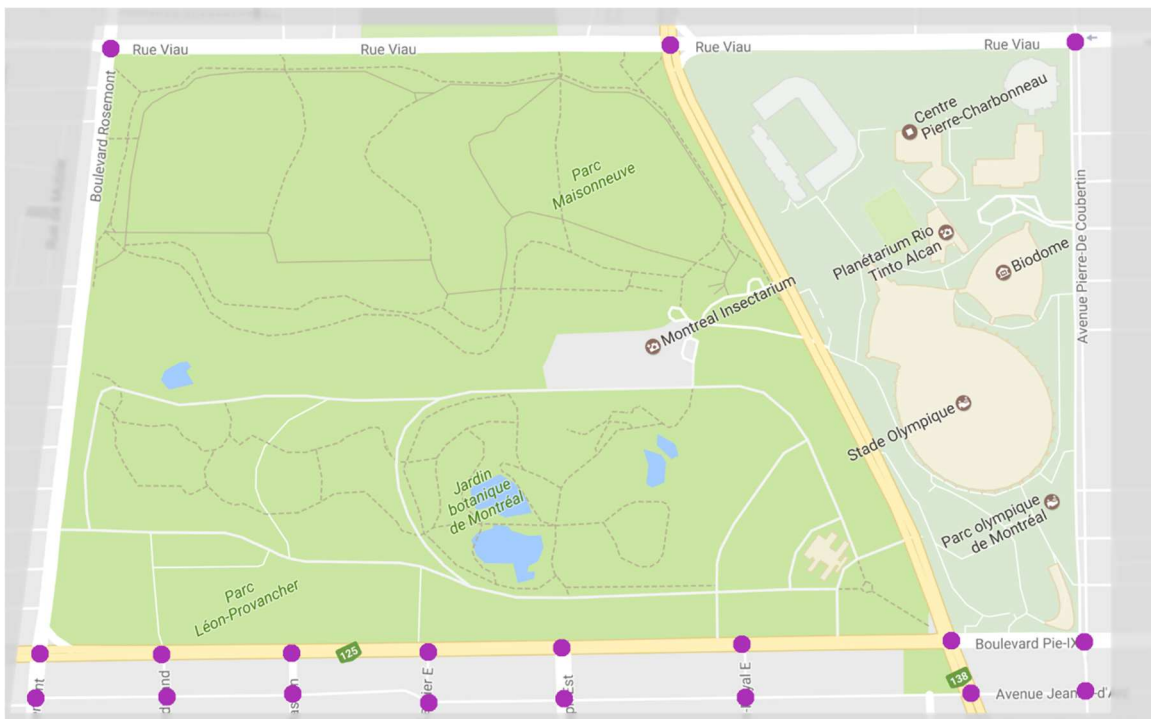 Rue Viau
Rue Viau
Rue Viau
Rue Viau
Boulevard Rosemont
Centre
Pierre-Charbonneau
Parc
Maisonneuve
Avenue Pierre-De Coubertin
Planétarium Rio
Tinto Alcan
Biodome
Montreal Insectarium
Stade Olympique
Jardin
botanique
de Montréal
Parc olympique
de Montréal
Parc
Léon-Provancher
125
Boulevard Pie-IX
138
Est
Avenue